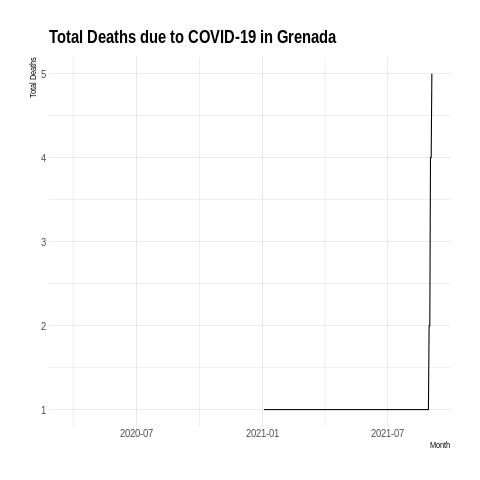 Total Deaths due to COVID-19 in Grenada
Total Deaths
5
4
3
2
1
2020-07 2021-01 2021-07
Month